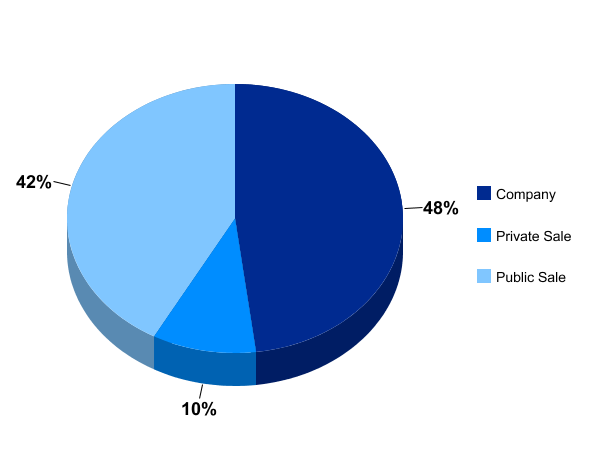 42%
48%
10%
Company
Private Sale
Public Sale